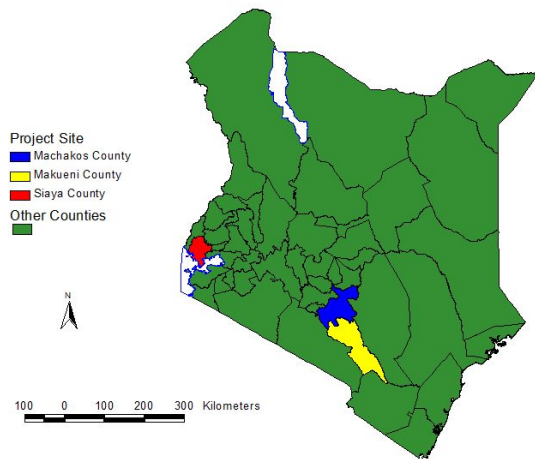 Project Site
Machakos County
Makueni County
Siaya County
Other Counties
N
100 0 100 200 300 Kilometers